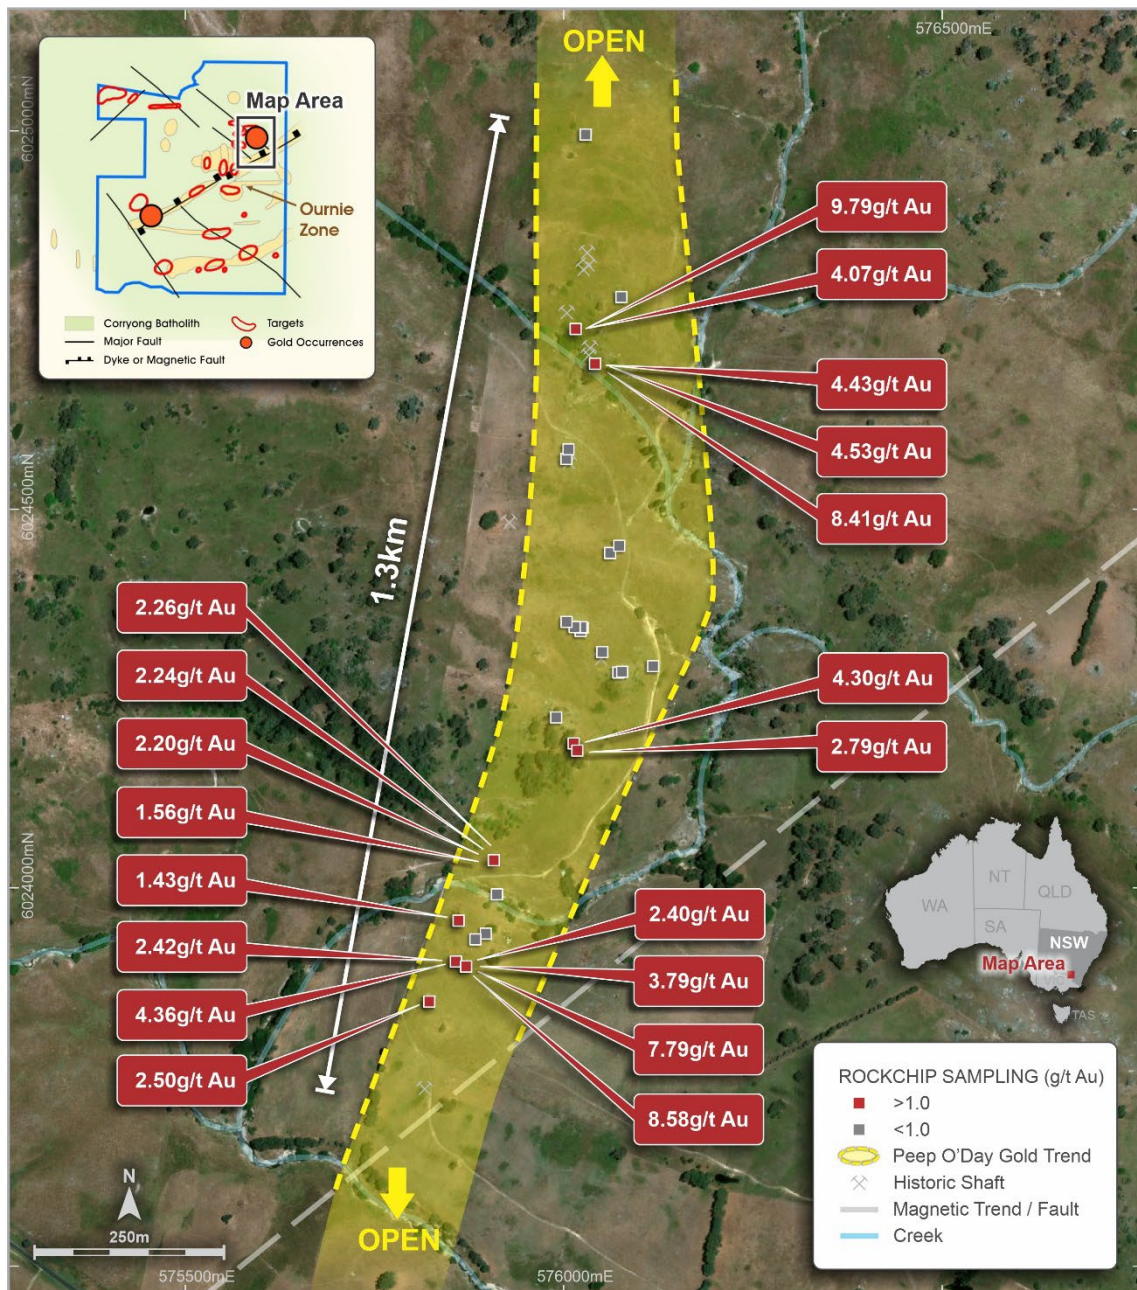 576500mE
OPEN
6025000mN
Map Area
Ournie
Zone
Corryong Batholith
Targets
Major Fault
Gold Occurrences
Dyke or Magnetic Fault
9.79g/t Au
4.07g/t Au
4.43g/t Au
4.53g/t Au
8.41g/t Au
6024500mN
1.3km
2.26g/t Au
2.24g/t Au
2.20g/t Au
1.56g/t Au
1.43g/t Au
2.42g/t Au
4.36g/t Au
2.50g/t Au
4.30g/t Au
2.79g/t Au
6024000mN
2.40g/t Au
3.79g/t Au
7.79g/t Au
8.58g/t Au
WA
NT
QLD
SA
NSW
Map Area
TAS
ROCKCHIP SAMPLING (g/t Au)
>1.0
<1.0
Peep O'Day Gold Trend
Historic Shaft
Magnetic Trend / Fault
Creek
OPEN
N
250m
575500mE
576000mE